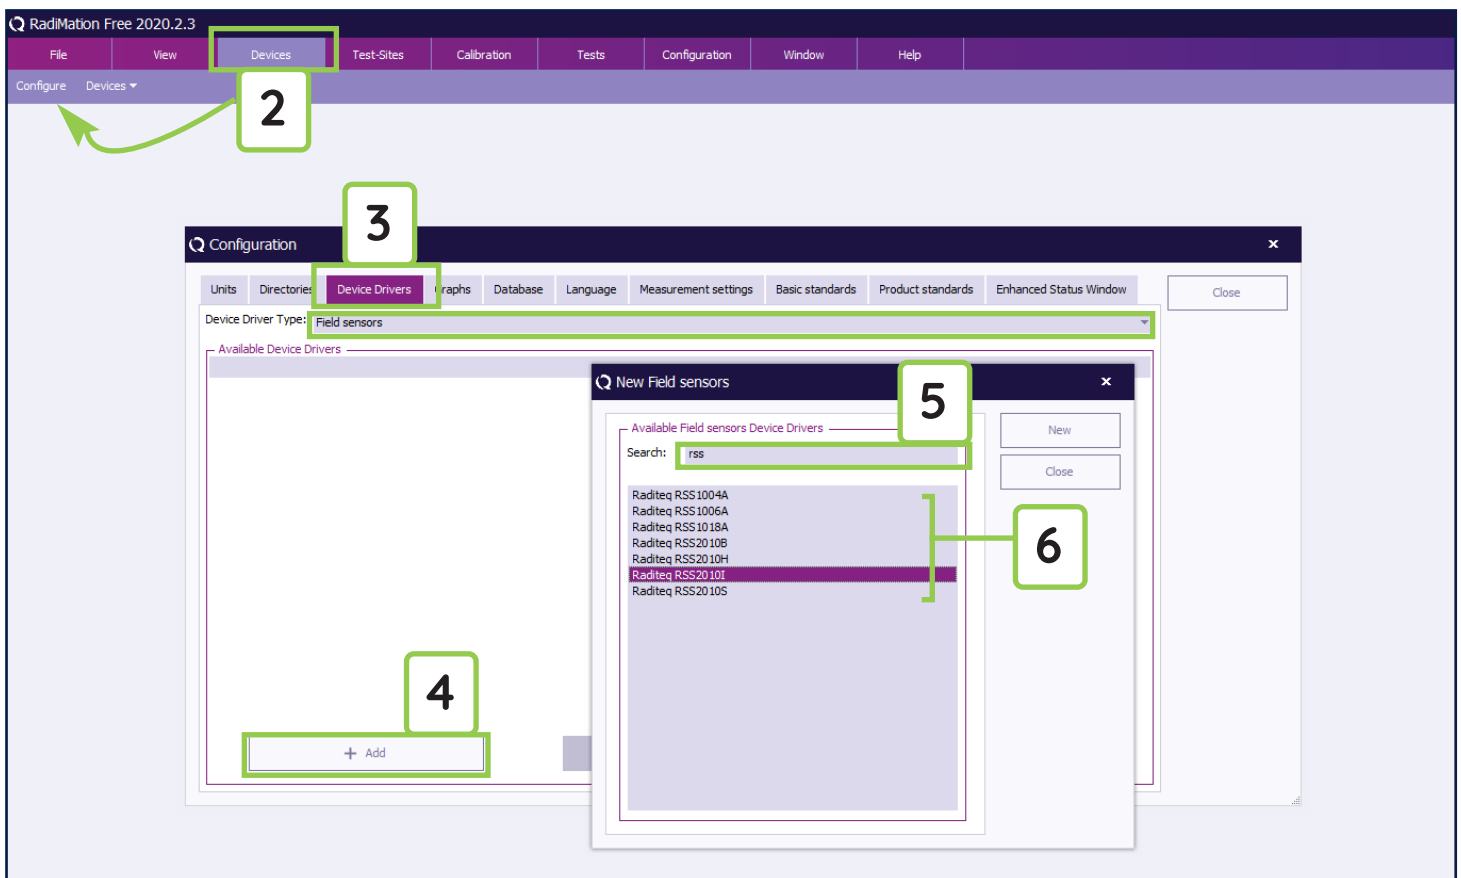 RadiMation Free 2020.2.3
File View Devices Test-Sites Calibration Tests Configuration Window Help
Configure Devices
2
3
Configuration
Units Directories Device Drivers Graphs Database Language Measurement settings Basic standards Product standards Enhanced Status Window Close
Device Driver Type: Field sensors
Available Device Drivers
New Field sensors
5
Available Field sensors Device Drivers
New
Search: rss
Close
Raditeq RSS1004A
Raditeq RSS1006A
Raditeq RSS1018A
Raditeq RSS2010B
Raditeq RSS2010H
Raditeq RSS2010I
Raditeq RSS2010S
6
4
+ Add